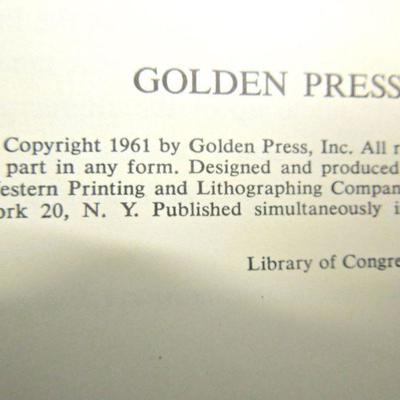 GOLDEN PRESS
Copyright 1961 by Golden Press, Inc. All r
part in any form. Designed and produced
estern Printing and Lithographing Compan
ork 20, N. Y. Published simultaneously i
Library of Congre